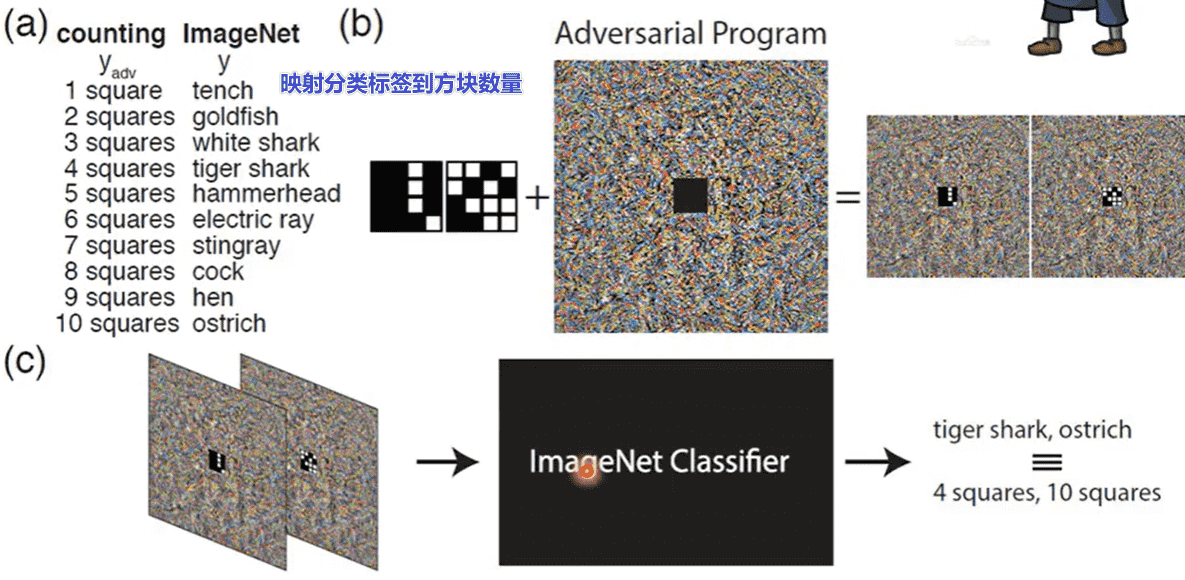 (a) counting ImageNet
y_adv y
1 square tench
2 squares goldfish
3 squares white shark
4 squares tiger shark
5 squares hammerhead
6 squares electric ray
7 squares stingray
8 squares cock
9 squares hen
10 squares ostrich
映射分类标签到方块数量
(b)
Adversarial Program
+
=
(c)
ImageNet Classifier
tiger shark, ostrich
4 squares, 10 squares